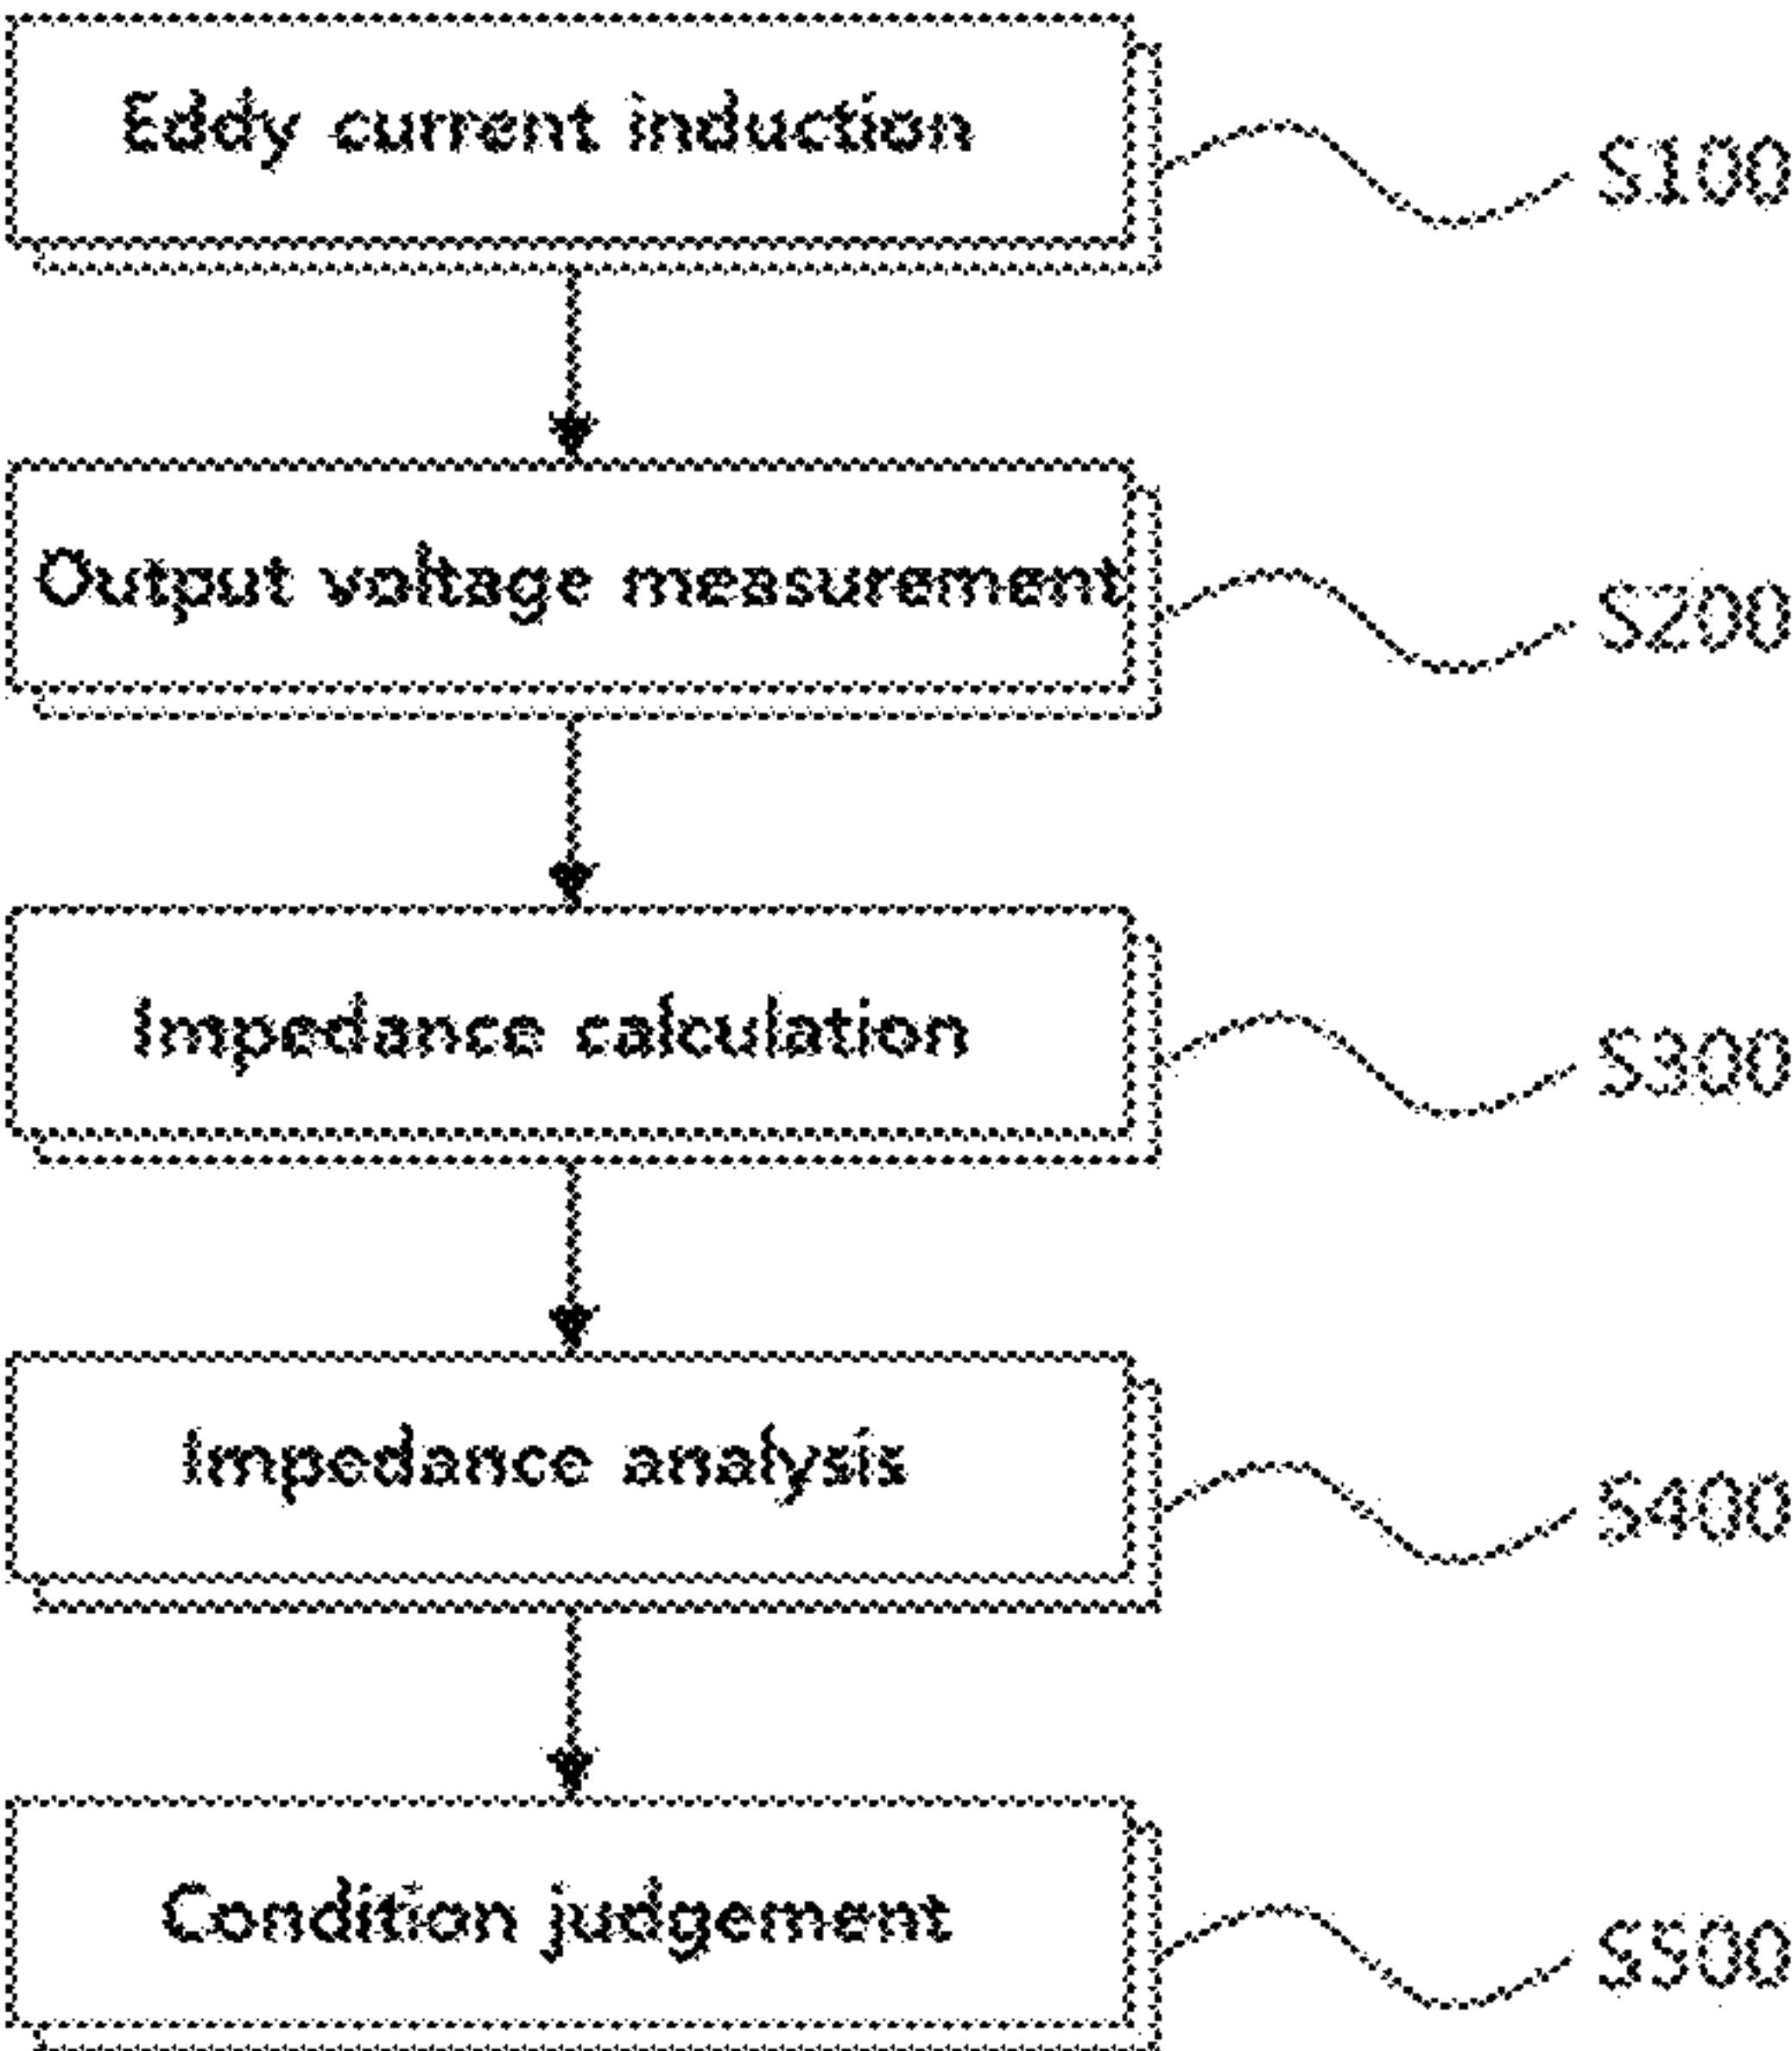 Eddy current induction
S100
Output voltage measurement
S200
Impedance calculation
S300
Impedance analysis
S400
Condition judgement
S500